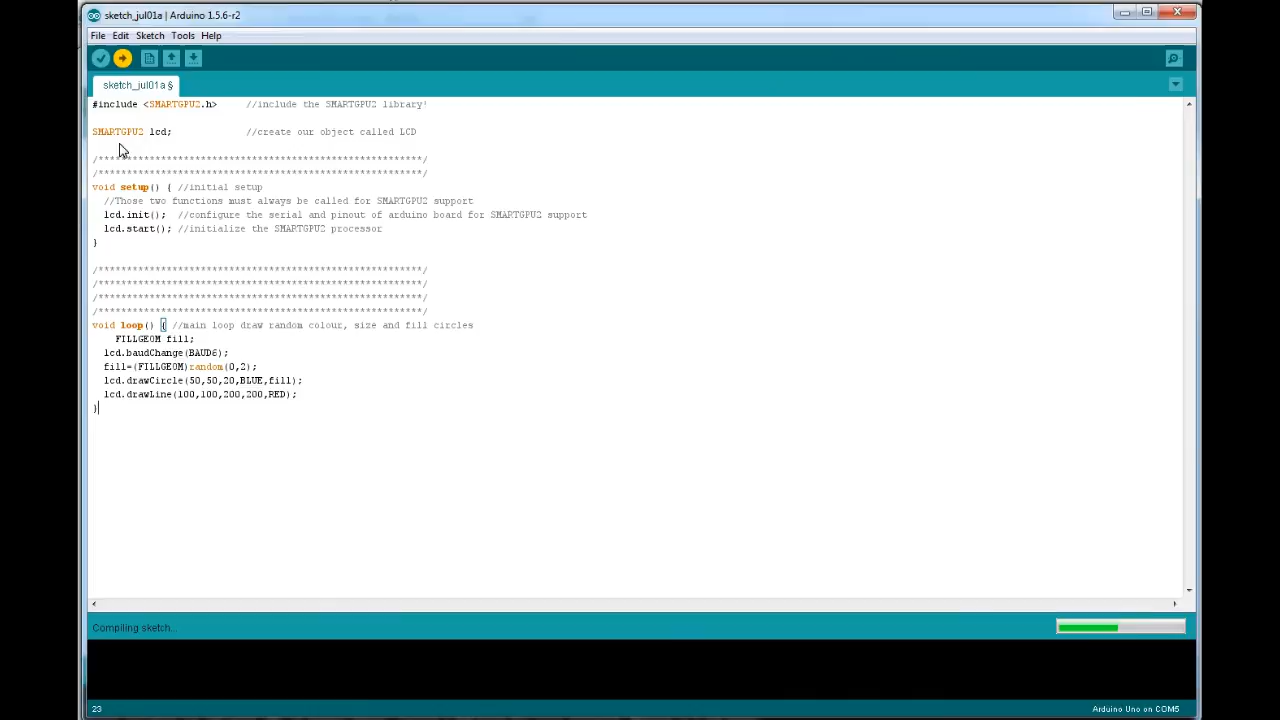 sketch_jul01a | Arduino 1.5.6-r2
File Edit Sketch Tools Help
sketch_jul01a §
#include <SMARTGPU2.h> //include the SMARTGPU2 library!
SMARTGPU2 lcd; //create our object called LCD
/*********************************************************/
/*********************************************************/
void setup() { //initial setup
//Those two functions must always be called for SMARTGPU2 support
lcd.init(); //configure the serial and pinout of arduino board for SMARTGPU2 support
lcd.start(); //initialize the SMARTGPU2 processor
}
/*********************************************************/
/*********************************************************/
/*********************************************************/
/*********************************************************/
void loop() { //main loop draw random colour, size and fill circles
FILLGEOM fill;
lcd.baudChange(BAUD6);
fill=(FILLGEOM)random(0,2);
lcd.drawCircle(50,50,20,BLUE,fill);
lcd.drawLine(100,100,200,200,RED);
}
Compiling sketch...
23 Arduino Uno on COM5